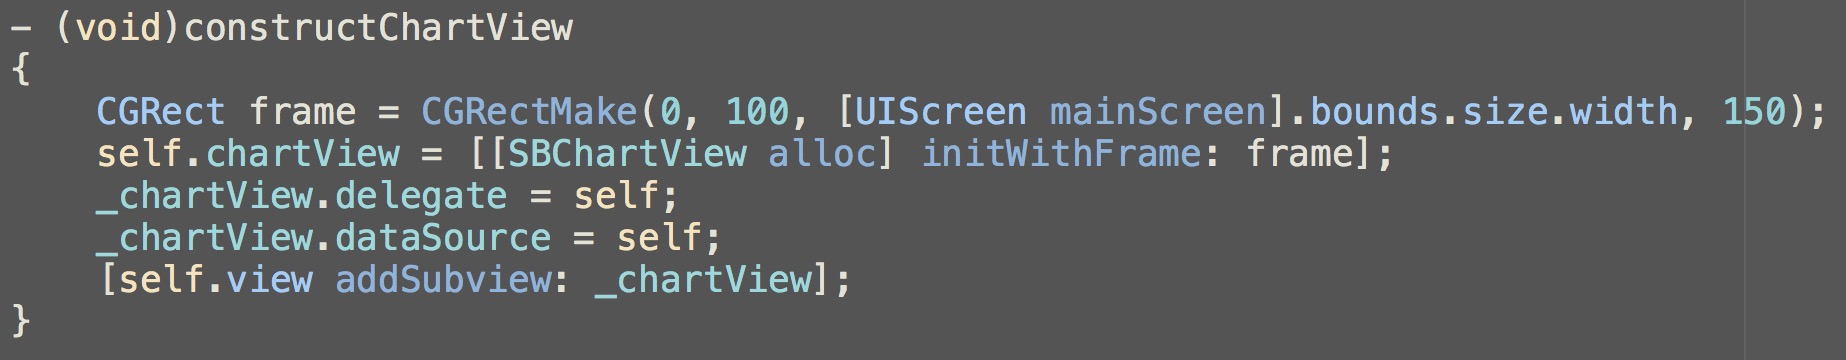 - (void)constructChartView
{
    CGRect frame = CGRectMake(0, 100, [UIScreen mainScreen].bounds.size.width, 150);
    self.chartView = [[SBChartView alloc] initWithFrame: frame];
    _chartView.delegate = self;
    _chartView.dataSource = self;
    [self.view addSubview: _chartView];
}